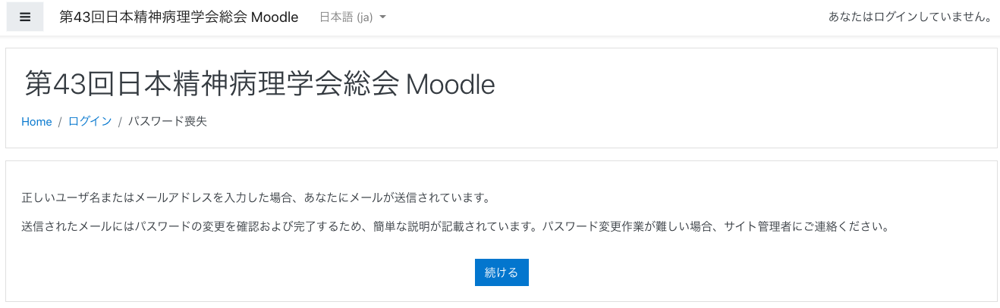 第43回日本精神病理学会総会 Moodle 日本語 (ja) あなたはログインしていません。
第43回日本精神病理学会総会 Moodle
Home / ログイン / パスワード喪失
正しいユーザ名またはメールアドレスを入力した場合、あなたにメールが送信されています。
送信されたメールにはパスワードの変更を確認および完了するため、簡単な説明が記載されています。パスワード変更作業が難しい場合、サイト管理者にご連絡ください。
続ける